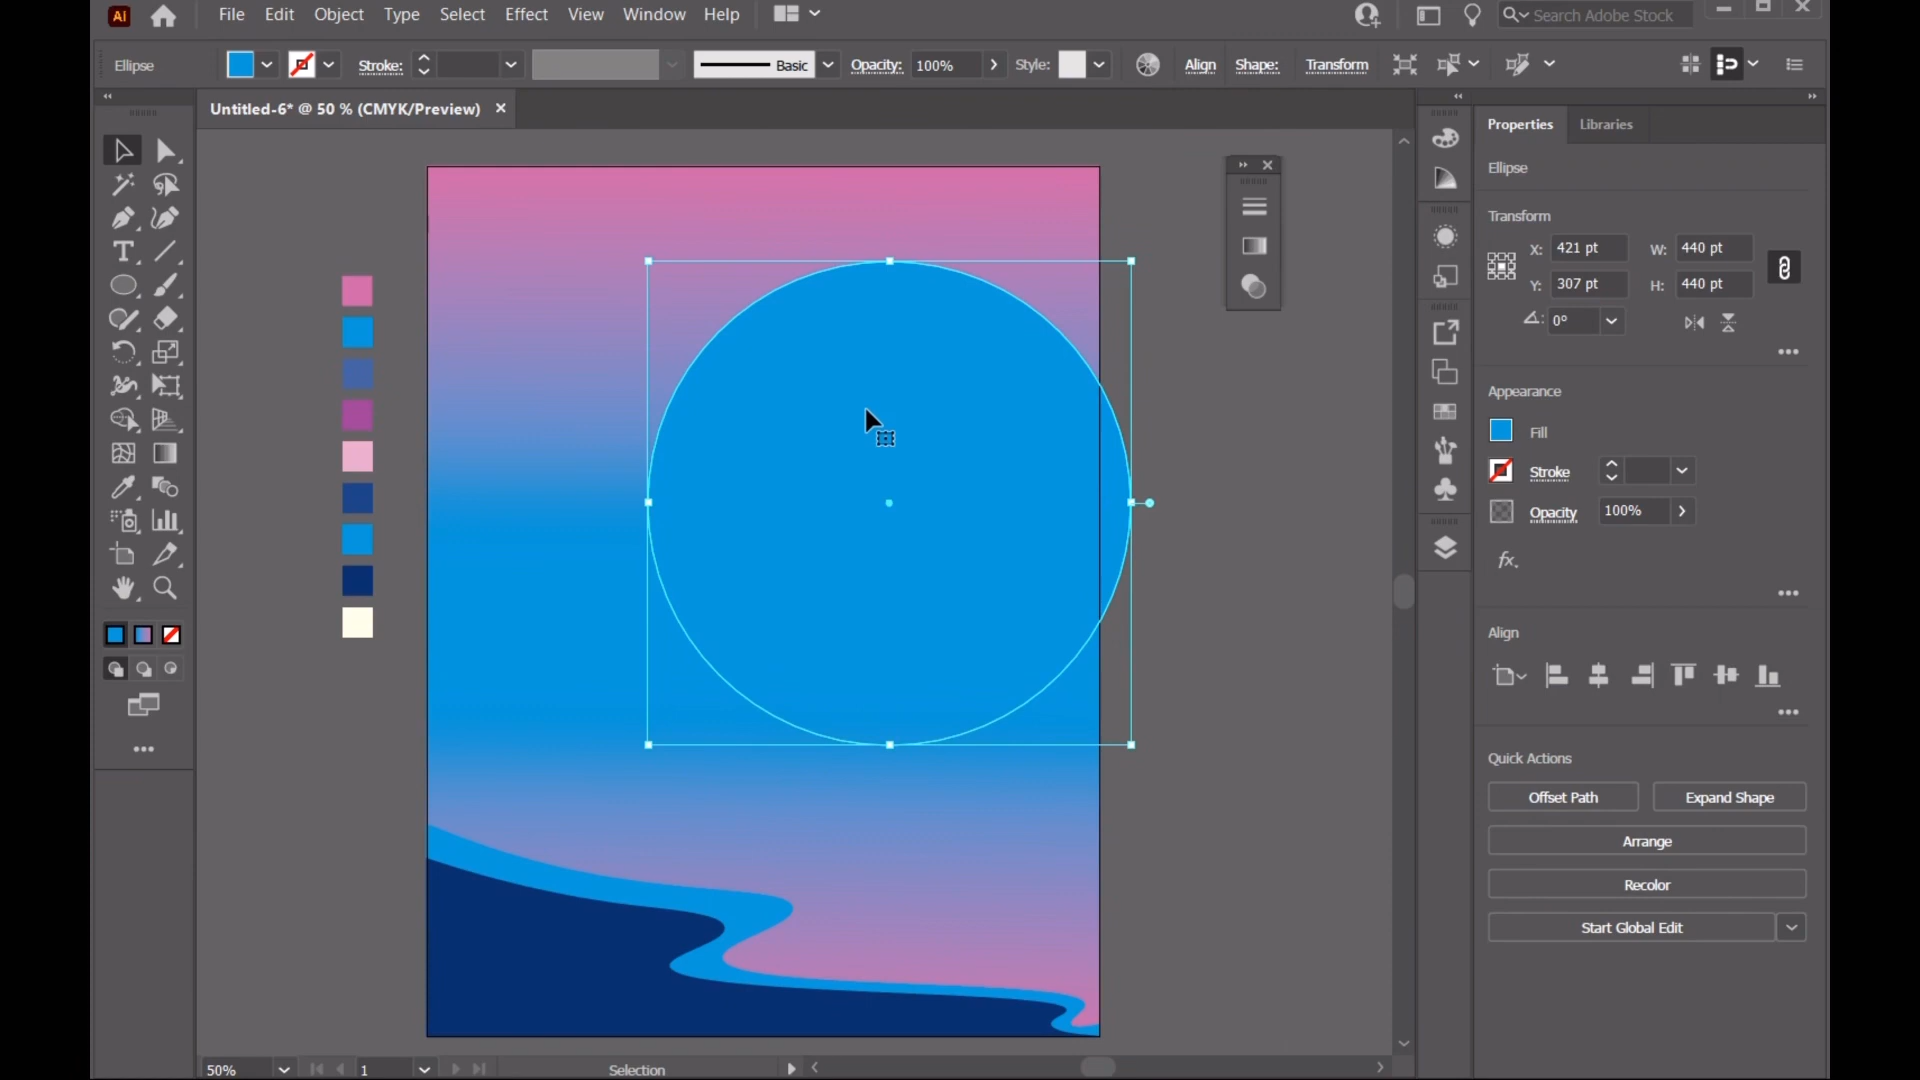 Ai File Edit Object Type Select Effect View Window Help Search Adobe Stock
Ellipse Stroke: Basic Opacity: 100% Style: Align Shape: Transform
Untitled-6* @ 50 % (CMYK/Preview)
Properties Libraries
Ellipse
Transform
X: 421 pt W: 440 pt
Y: 307 pt H: 440 pt
0°
Appearance
Fill
Stroke
Opacity 100%
fx.
Align
Quick Actions
Offset Path Expand Shape
Arrange
Recolor
Start Global Edit
50% 1 Selection